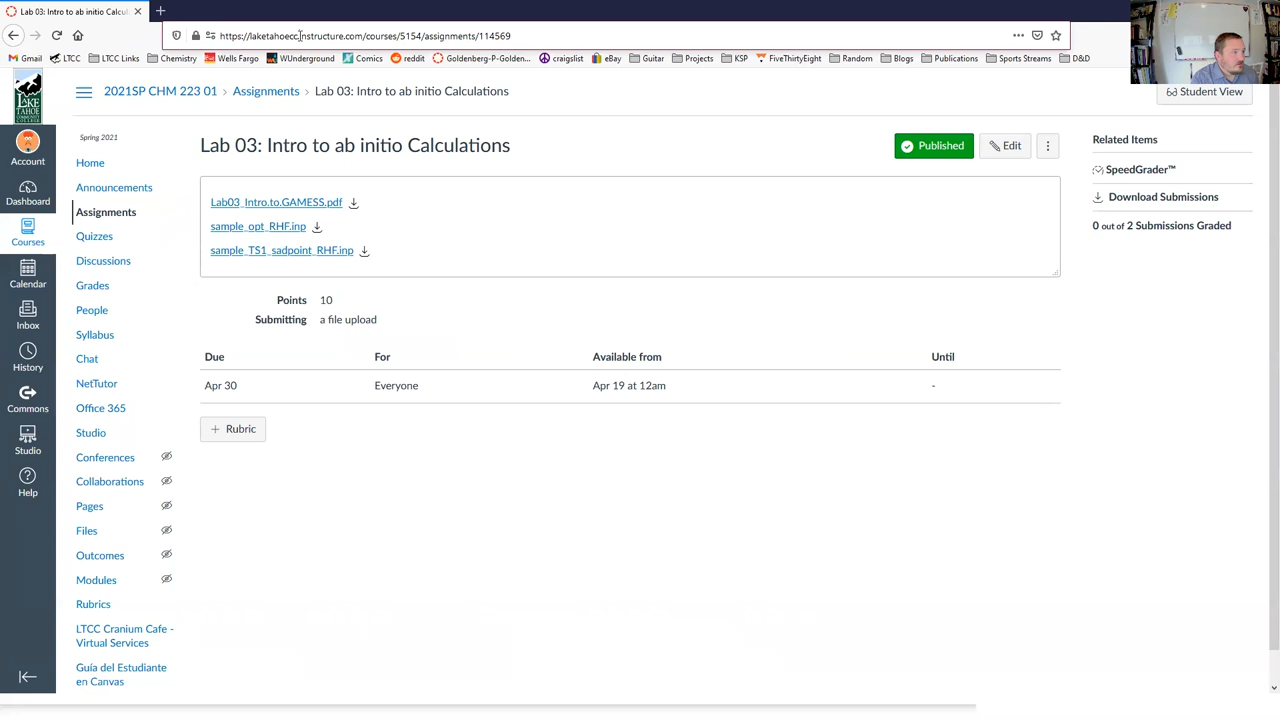 Lab 03: Intro to ab initio Calcul
https://laketahoecc.instructure.com/courses/5154/assignments/114569
Gmail LTCC LTCC Links Chemistry Wells Fargo WUnderground Comics reddit Goldenberg-P-Golden... craigslist eBay Guitar Projects KSP FiveThirtyEight Random Blogs Publications Sports Streams D&D
LAKE
TAHOE
COMMUNITY
COLLEGE
2021SP CHM 223 01 > Assignments > Lab 03: Intro to ab initio Calculations
Student View
Account
Dashboard
Courses
Calendar
Inbox
History
Commons
Studio
Help
Spring 2021
Home
Announcements
Assignments
Quizzes
Discussions
Grades
People
Syllabus
Chat
NetTutor
Office 365
Studio
Conferences
Collaborations
Pages
Files
Outcomes
Modules
Rubrics
LTCC Cranium Cafe -
Virtual Services
Guía del Estudiante
en Canvas
Lab 03: Intro to ab initio Calculations
Published
Edit
Lab03_Intro.to.GAMESS.pdf
sample_opt_RHF.inp
sample_TS1_sadpoint_RHF.inp
Points 10
Submitting a file upload
Due For Available from Until
Apr 30 Everyone Apr 19 at 12am -
+ Rubric
Related Items
SpeedGrader™
Download Submissions
0 out of 2 Submissions Graded